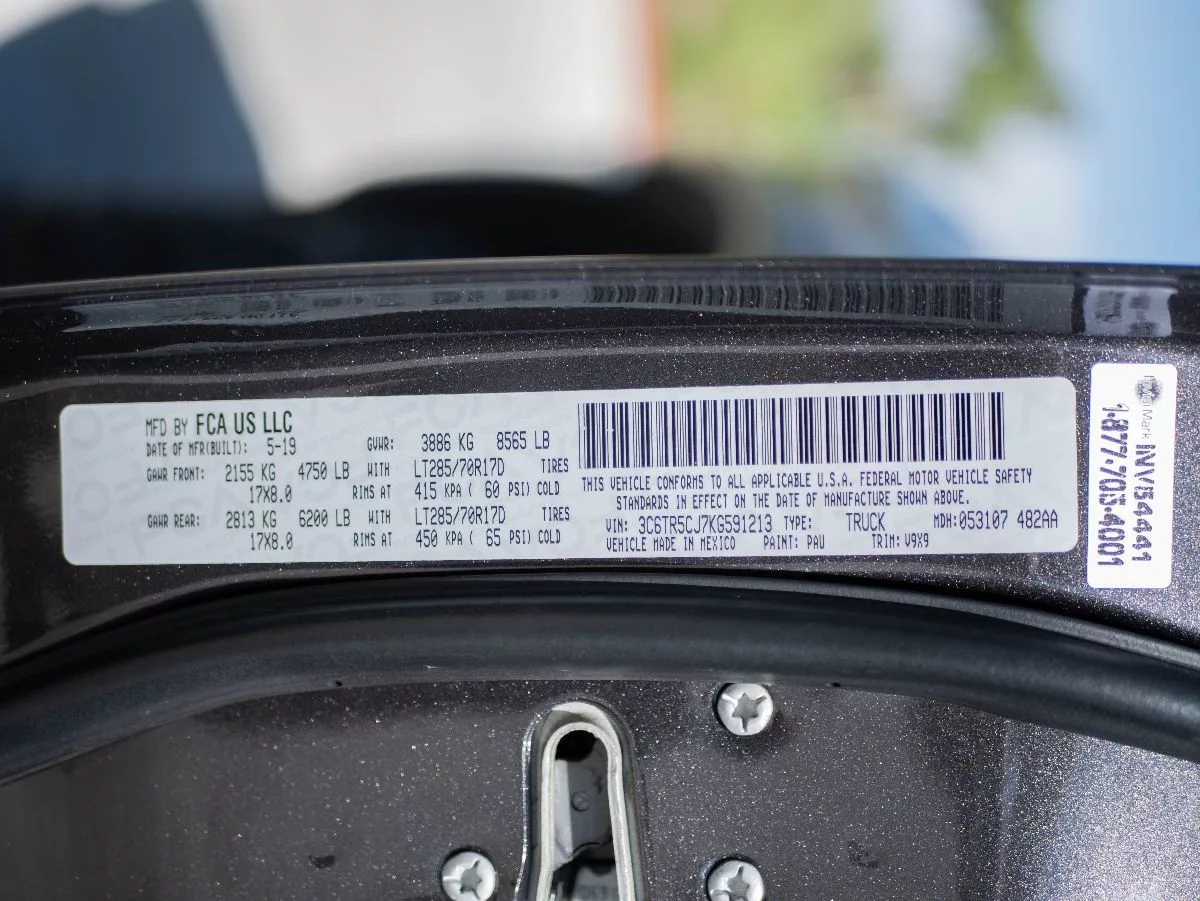 MFD BY FCA US LLC
DATE OF MFR(BUILT): 5-19 GVWR: 3886 KG 8565 LB
GAWR FRONT: 2155 KG 4750 LB WITH LT285/70R17D TIRES
17X8.0 RIMS AT 415 KPA ( 60 PSI) COLD
GAWR REAR: 2813 KG 6200 LB WITH LT285/70R17D TIRES
17X8.0 RIMS AT 450 KPA ( 65 PSI) COLD
THIS VEHICLE CONFORMS TO ALL APPLICABLE U.S.A. FEDERAL MOTOR VEHICLE SAFETY
STANDARDS IN EFFECT ON THE DATE OF MANUFACTURE SHOWN ABOVE.
VIN: 3C6TR5CJ7KG591213 TYPE: TRUCK MDH:053107 482AA
VEHICLE MADE IN MEXICO PAINT: PAU TRIM: V9X9
Mark INV54441
1-877-705-4001